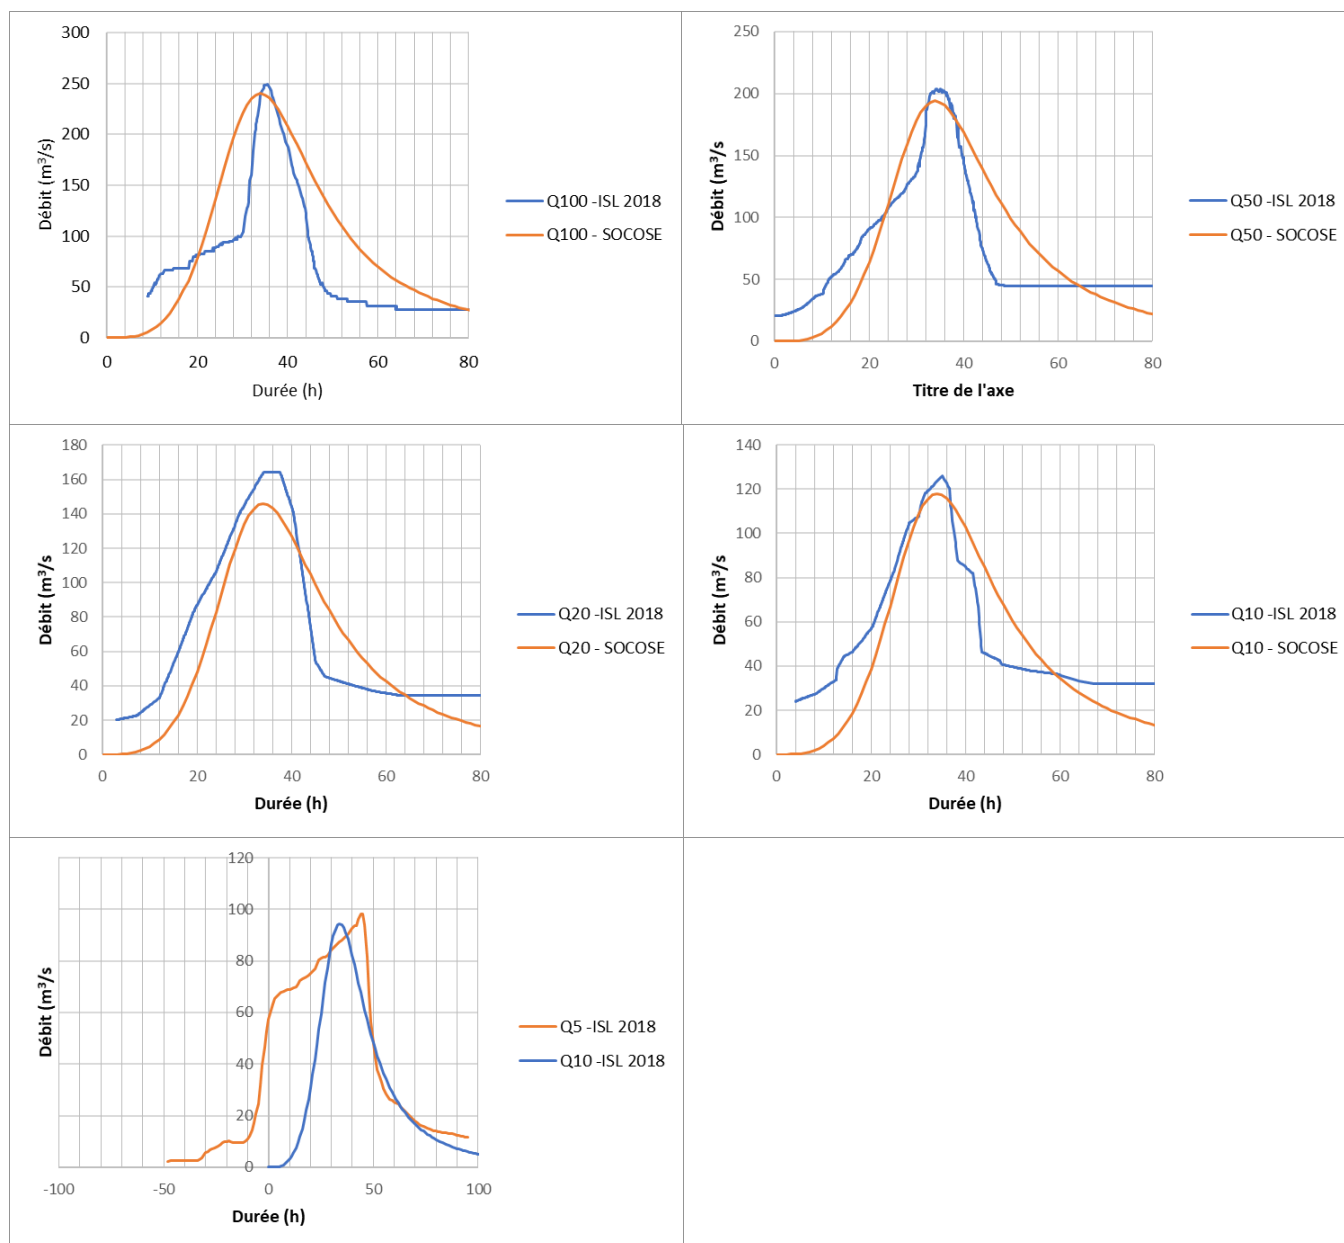 300
250
200
150
100
50
0
0 20 40 60 80
Débit (m³/s)
Durée (h)
Q100 -ISL 2018
Q100 - SOCOSE
250
200
150
100
50
0
0 20 40 60 80
Débit (m³/s
Titre de l'axe
Q50 -ISL 2018
Q50 - SOCOSE
180
160
140
120
100
80
60
40
20
0
0 20 40 60 80
Débit (m³/s
Durée (h)
Q20 -ISL 2018
Q20 - SOCOSE
140
120
100
80
60
40
20
0
0 20 40 60 80
Débit (m³/s
Durée (h)
Q10 -ISL 2018
Q10 - SOCOSE
120
100
80
60
40
20
0
-100 -50 0 50 100
Débit (m³/s
Durée (h)
Q5 -ISL 2018
Q10 -ISL 2018